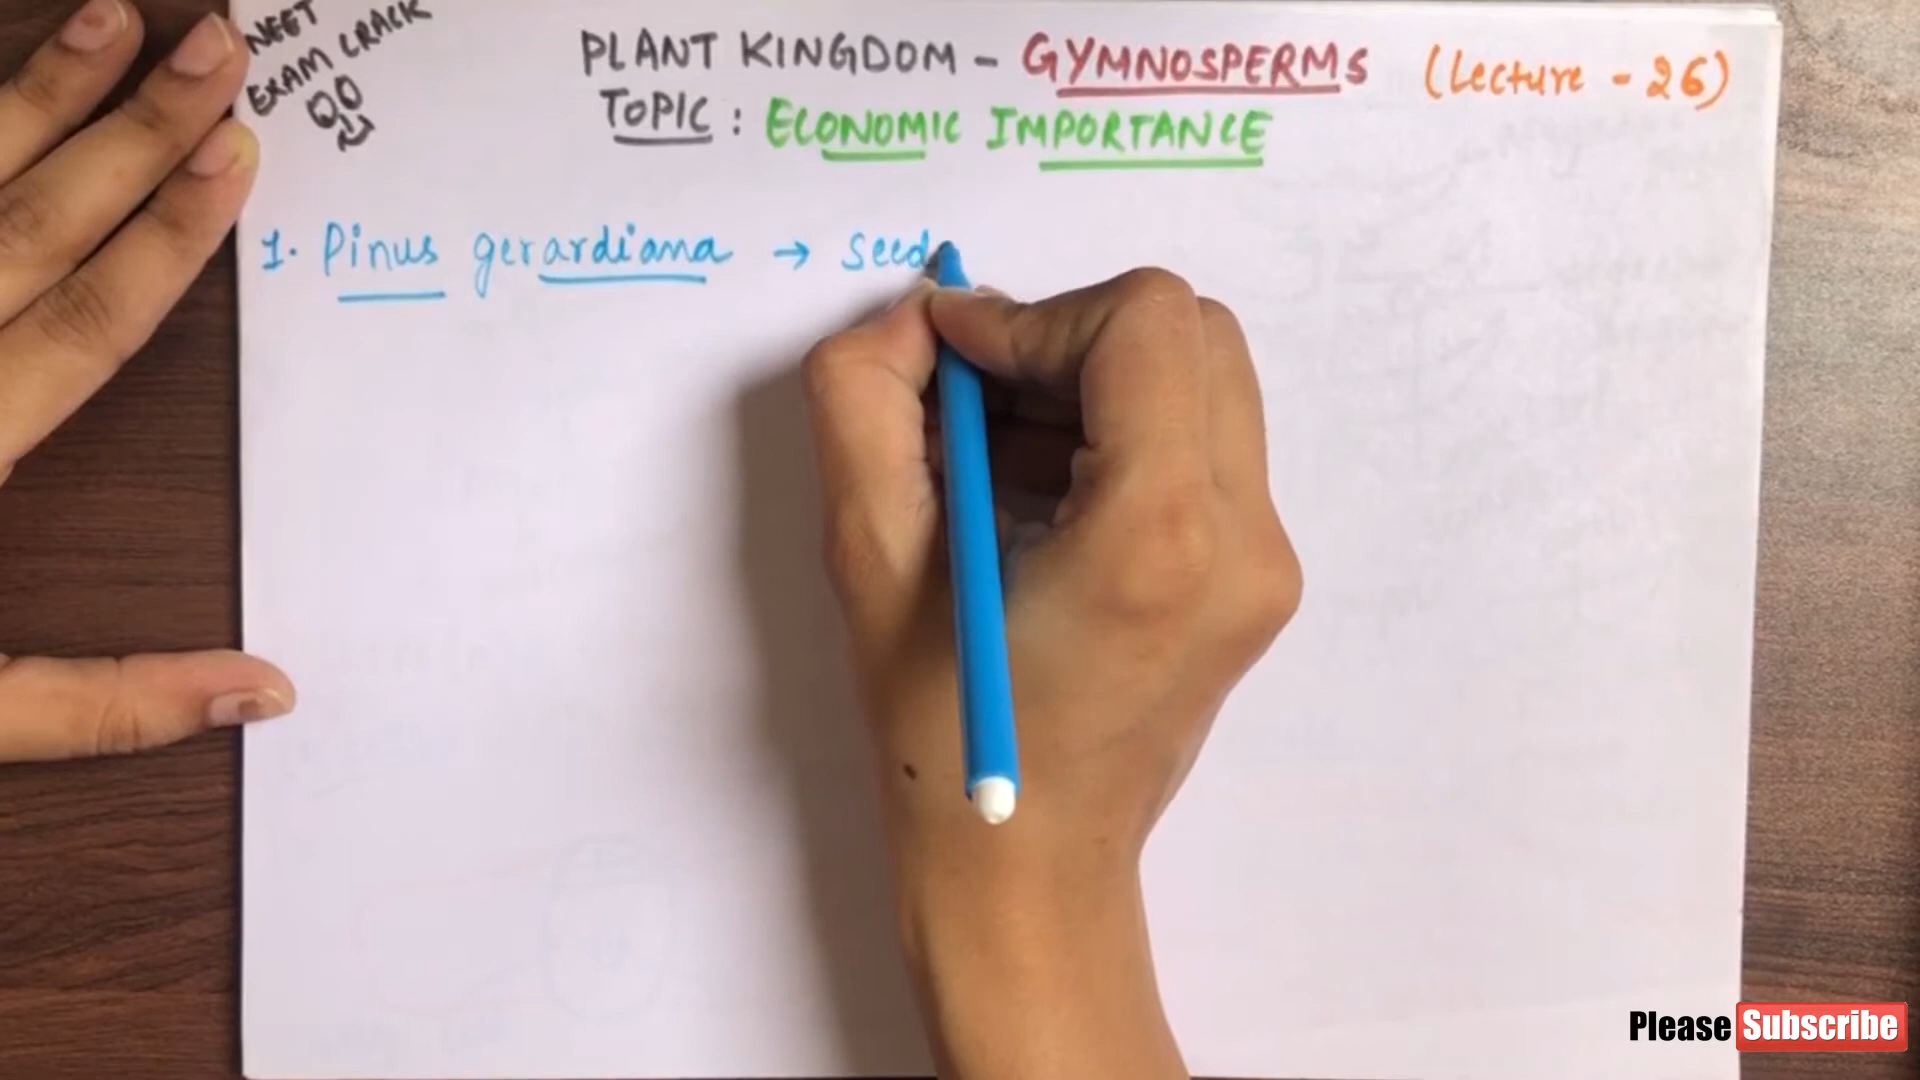 NEET
EXAM CRACK
PLANT KINGDOM - GYMNOSPERMS (Lecture - 26)
TOPIC : ECONOMIC IMPORTANCE
1. Pinus gerardiana → seed
Please Subscribe